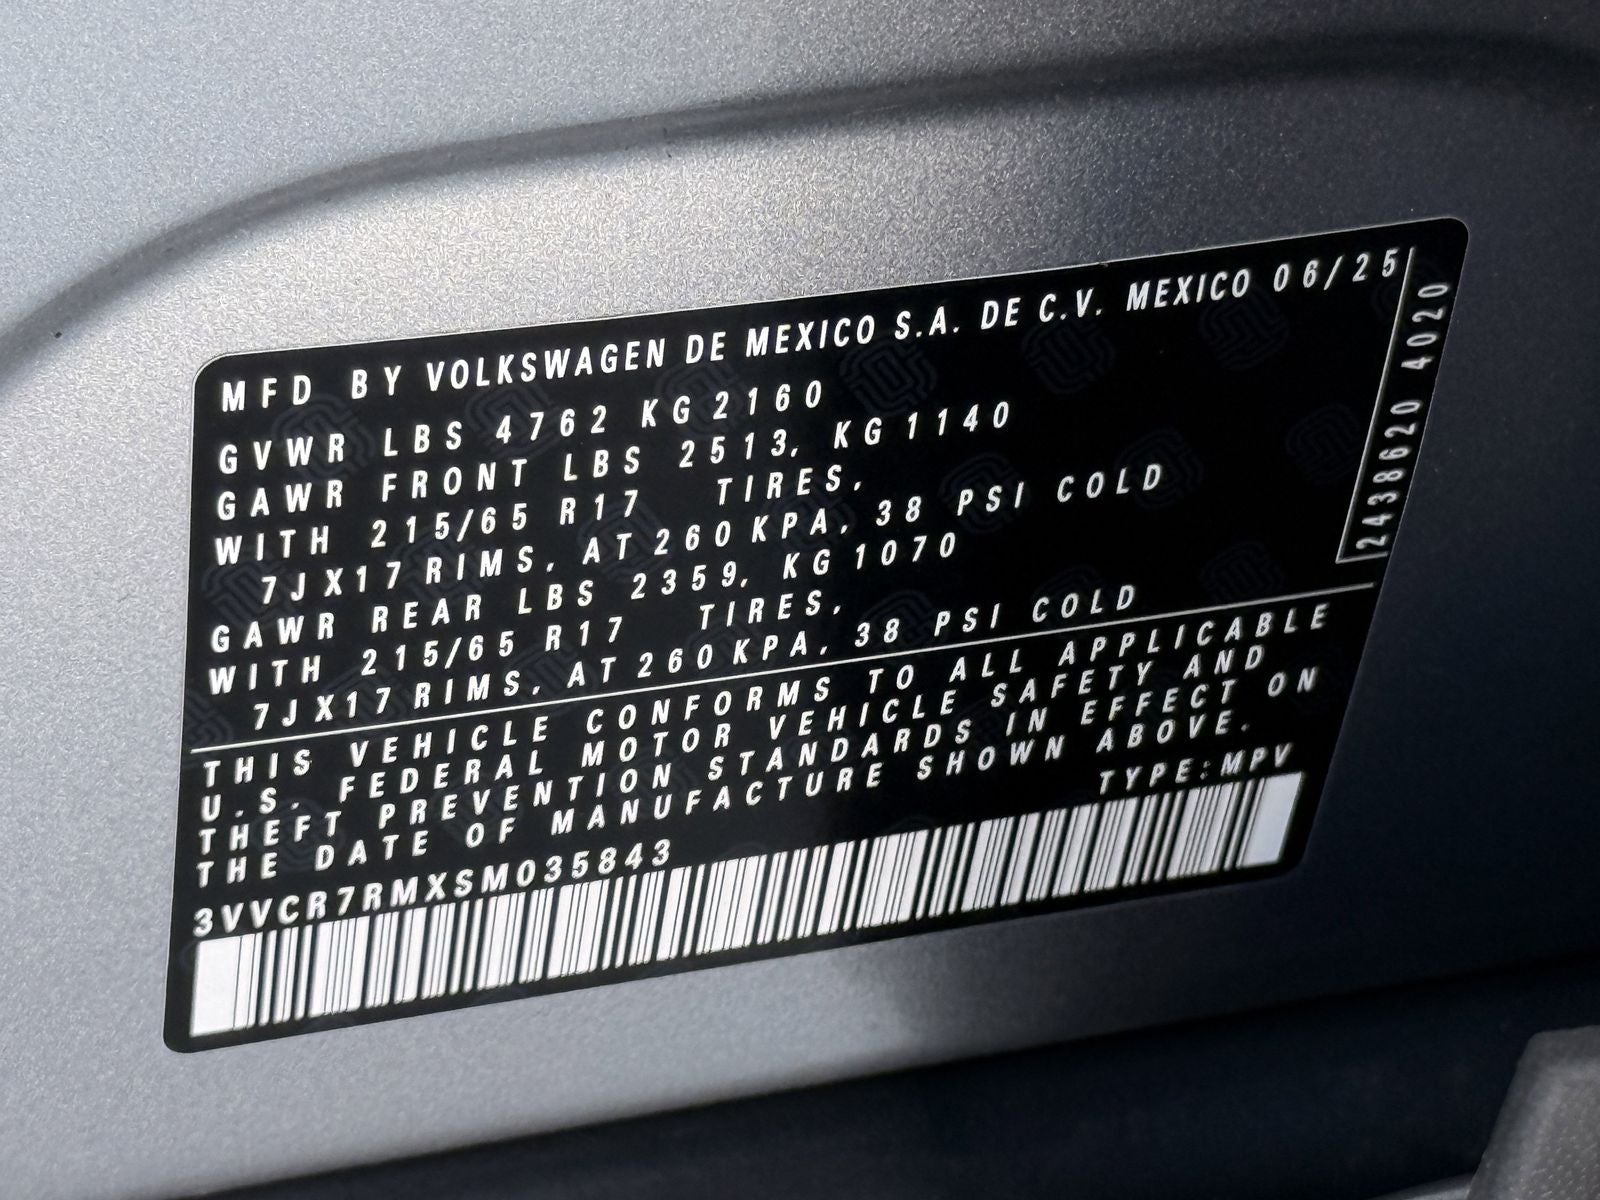 MFD BY VOLKSWAGEN DE MEXICO S.A. DE C.V. MEXICO 06/25
GVWR LBS 4762 KG 2160
GAWR FRONT LBS 2513, KG 1140
WITH 215/65 R17 TIRES,
7J X17 RIMS, AT 260 KPA, 38 PSI COLD
GAWR REAR LBS 2359, KG 1070
WITH 215/65 R17 TIRES,
7J X17 RIMS, AT 260 KPA, 38 PSI COLD
THIS VEHICLE CONFORMS TO ALL APPLICABLE
U.S. FEDERAL MOTOR VEHICLE SAFETY AND
THEFT PREVENTION STANDARDS IN EFFECT ON
THE DATE OF MANUFACTURE SHOWN ABOVE.
3VVCR7RMXSM035843 TYPE:MPV
2438620 4020